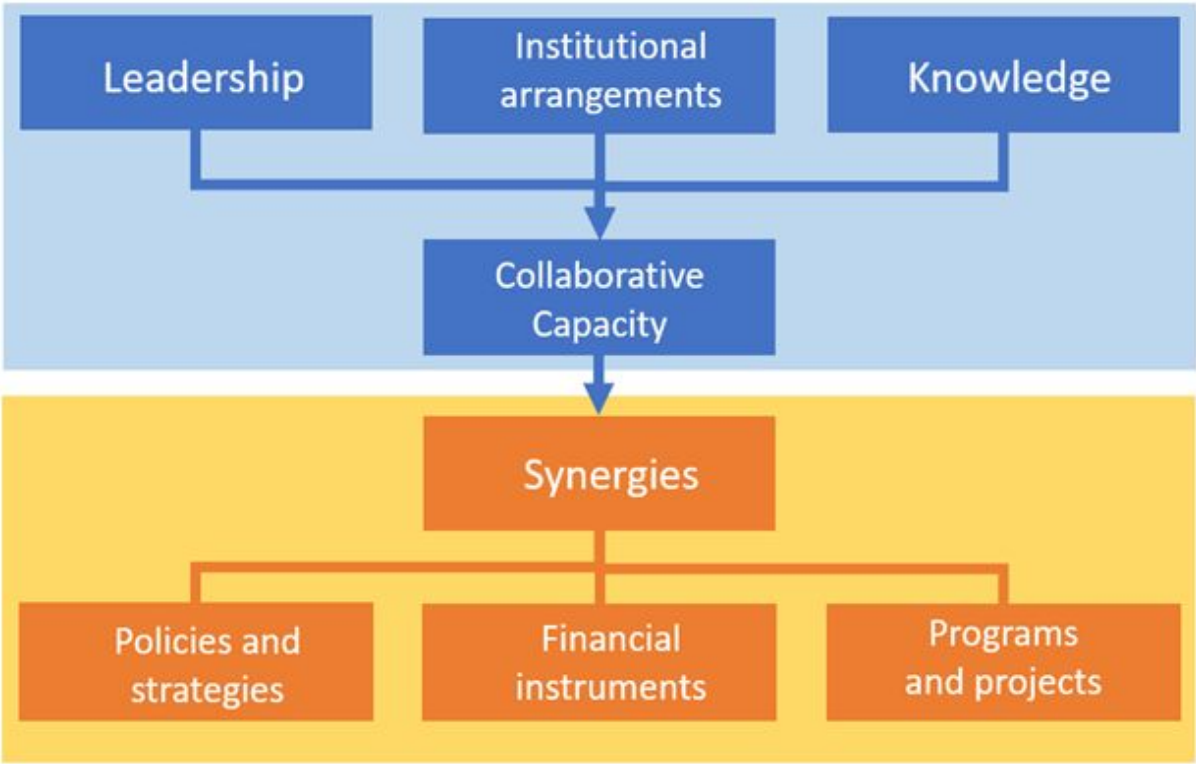 Leadership
Institutional
arrangements
Knowledge
Collaborative
Capacity
Synergies
Policies and
strategies
Financial
instruments
Programs
and projects